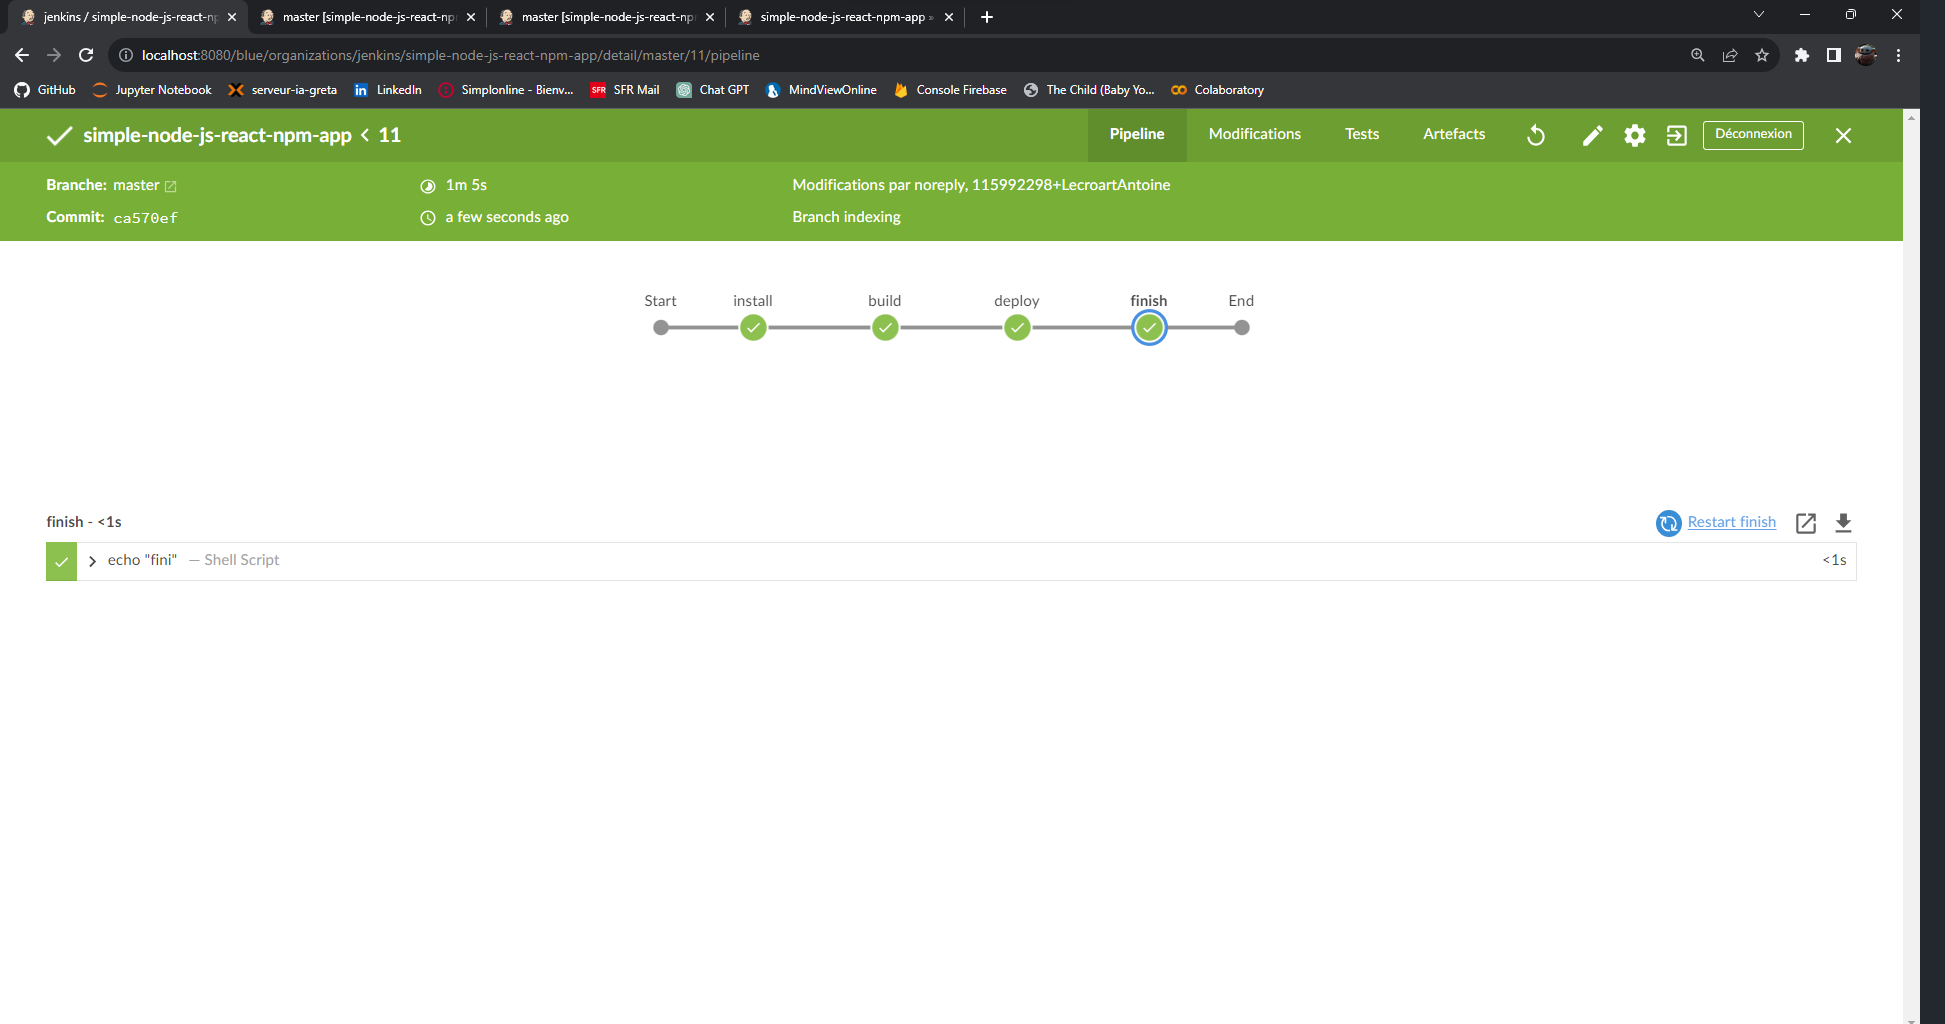 jenkins / simple-node-js-react-np
master [simple-node-js-react-npr
master [simple-node-js-react-np
simple-node-js-react-npm-app »
localhost:8080/blue/organizations/jenkins/simple-node-js-react-npm-app/detail/master/11/pipeline
GitHub
Jupyter Notebook
serveur-ia-greta
LinkedIn
Simplonline - Bienv...
SFR
SFR Mail
Chat GPT
MindViewOnline
Console Firebase
The Child (Baby Yo...
Colaboratory
simple-node-js-react-npm-app < 11
Pipeline
Modifications
Tests
Artefacts
Déconnexion
Branche: master
1m 5s
Modifications par noreply, 115992298+LecroartAntoine
Commit: ca570ef
a few seconds ago
Branch indexing
Start
install
build
deploy
finish
End
finish - <1s
Restart finish
echo "fini" — Shell Script
<1s